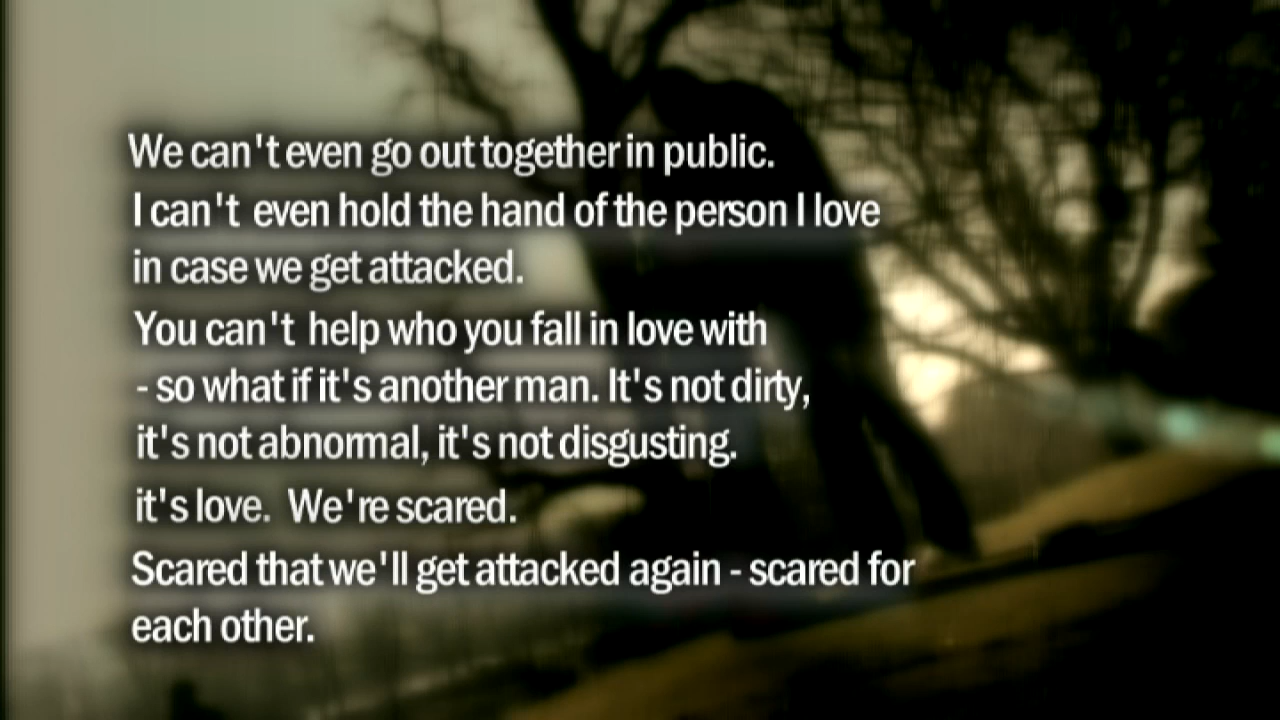 We can't even go out together in public.
I can't even hold the hand of the person I love
in case we get attacked.
You can't help who you fall in love with
- so what if it's another man. It's not dirty,
it's not abnormal, it's not disgusting.
it's love. We're scared.
Scared that we'll get attacked again - scared for
each other.